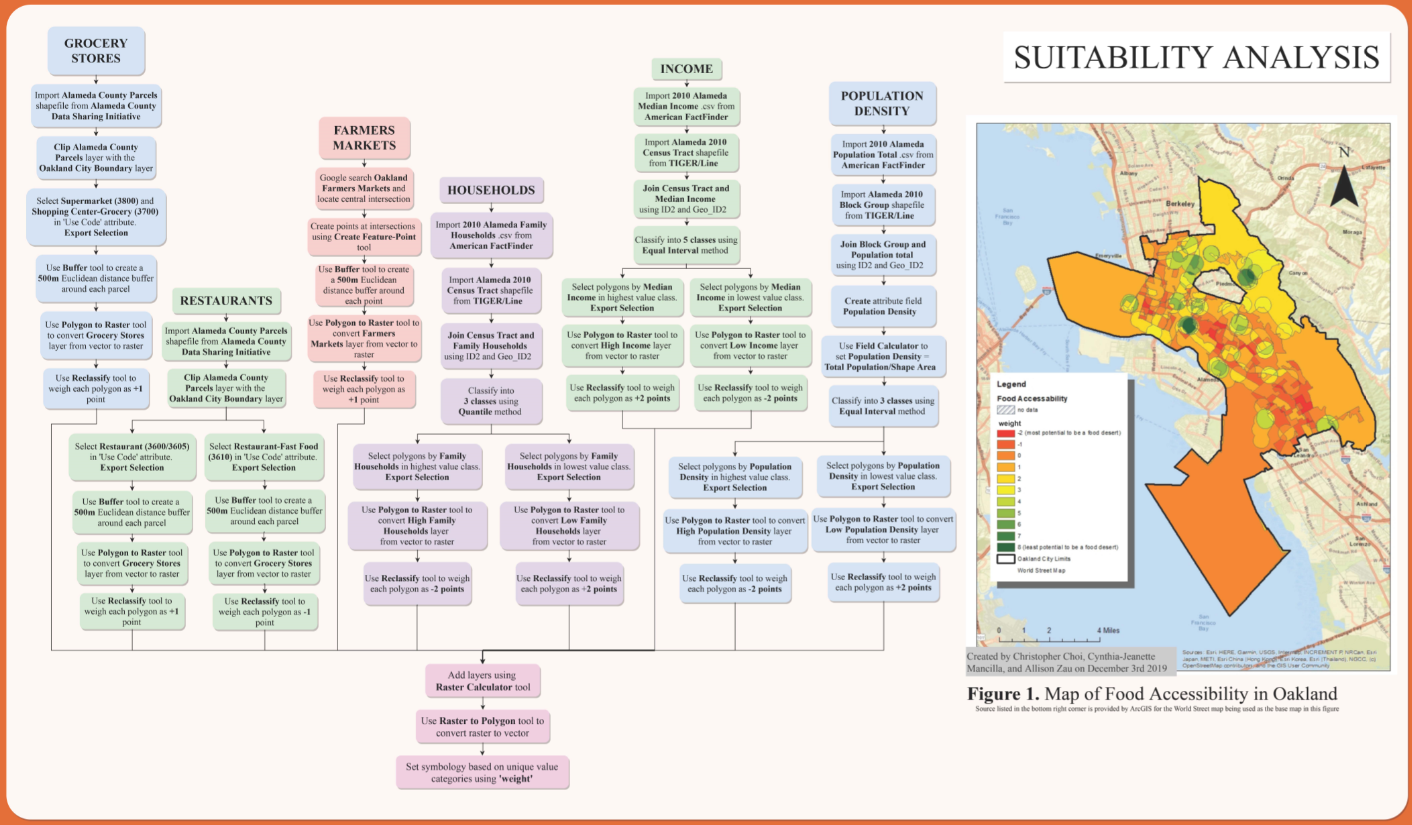 SUITABILITY ANALYSIS
GROCERY
STORES
Import Alameda County Parcels
shapefile from Alameda County
Data Sharing Initiative
Clip Alameda County
Parcels layer with the
Oakland City Boundary layer
Select Supermarket (3800) and
Shopping Center-Grocery (3700)
in 'Use Code' attribute.
Export Selection
Use Buffer tool to create a
500m Euclidean distance buffer
around each parcel
Use Polygon to Raster tool
to convert Grocery Stores
layer from vector to raster
Use Reclassify tool to
weigh each polygon as +1
point
RESTAURANTS
Import Alameda County Parcels
shapefile from Alameda County
Data Sharing Initiative
Clip Alameda County
Parcels layer with the
Oakland City Boundary layer
Select Restaurant (3600/3605)
in 'Use Code' attribute.
Export Selection
Use Buffer tool to create a
500m Euclidean distance buffer
around each parcel
Use Polygon to Raster tool
to convert Grocery Stores
layer from vector to raster
Use Reclassify tool to
weigh each polygon as +1
point
Select Restaurant-Fast Food
(3610) in 'Use Code' attribute.
Export Selection
Use Buffer tool to create a
500m Euclidean distance buffer
around each parcel
Use Polygon to Raster tool
to convert Grocery Stores
layer from vector to raster
Use Reclassify tool to
weigh each polygon as -1
point
FARMERS
MARKETS
Google search Oakland
Farmers Markets and
locate central intersection
Create points at intersections
using Create Feature-Point
tool
Use Buffer tool to create
a 500m Euclidean
distance buffer around
each point
Use Polygon to Raster tool to
convert Farmers
Markets layer from vector to
raster
Use Reclassify tool to
weigh each polygon as
+1 point
HOUSEHOLDS
Import 2010 Alameda Family
Households .csv from
American FactFinder
Import Alameda 2010
Census Tract shapefile
from TIGER/Line
Join Census Tract and
Family Households
using ID2 and Geo_ID2
Classify into
3 classes using
Quantile method
Select polygons by Family
Households in highest value class.
Export Selection
Use Polygon to Raster tool to
convert High Family
Households layer
from vector to raster
Use Reclassify tool to weigh
each polygon as -2 points
Select polygons by Family
Households in lowest value class.
Export Selection
Use Polygon to Raster tool to
convert Low Family
Households layer
from vector to raster
Use Reclassify tool to weigh
each polygon as +2 points
INCOME
Import 2010 Alameda
Median Income .csv from
American FactFinder
Import Alameda 2010
Census Tract shapefile
from TIGER/Line
Join Census Tract and
Median Income
using ID2 and Geo_ID2
Classify into 5 classes using
Equal Interval method
Select polygons by Median
Income in highest value class.
Export Selection
Use Polygon to Raster tool to
convert High Income layer
from vector to raster
Use Reclassify tool to weigh
each polygon as +2 points
Select polygons by Median
Income in lowest value class.
Export Selection
Use Polygon to Raster tool to
convert Low Income layer
from vector to raster
Use Reclassify tool to weigh
each polygon as -2 points
POPULATION
DENSITY
Import 2010 Alameda
Population Total .csv from
American FactFinder
Import Alameda 2010
Block Group shapefile
from TIGER/Line
Join Block Group and
Population total
using ID2 and Geo_ID2
Create attribute field
Population Density
Use Field Calculator to
set Population Density =
Total Population/Shape Area
Classify into 3 classes using
Equal Interval method
Select polygons by Population
Density in highest value class.
Export Selection
Use Polygon to Raster tool to convert
High Population Density layer
from vector to raster
Use Reclassify tool to weigh
each polygon as -2 points
Select polygons by Population
Density in lowest value class.
Export Selection
Use Polygon to Raster tool to convert
Low Population Density layer
from vector to raster
Use Reclassify tool to weigh
each polygon as +2 points
Add layers using
Raster Calculator tool
Use Raster to Polygon tool to
convert raster to vector
Set symbology based on unique value
categories using 'weight'
N
Albany
Orinda
Lafayette
Berkeley
San
Francisco
Bay
Moraga
Emeryville
Alameda
San
Ashland
San
Lorenzo
San
Francisco
Bay
Legend
Food Accessability
no data
weight
-2 (most potential to be a food desert)
-1
0
1
2
3
4
5
6
7
8 (least potential to be a food desert)
Oakland City Limits
World Street Map
0 1 2 4 Miles
Created by Christopher Choi, Cynthia-Jeanette
Mancilla, and Allison Zau on December 3rd 2019
Sources: Esri, HERE, Garmin, USGS, Intermap, INCREMENT P, NRCan, Esri
Japan, METI, Esri China (Hong Kong), Esri Korea, Esri (Thailand), NGCC, (c)
OpenStreetMap contributors, and the GIS User Community
Figure 1. Map of Food Accessibility in Oakland
Source listed in the bottom right corner is provided by ArcGIS for the World Street map being used as the base map in this figure